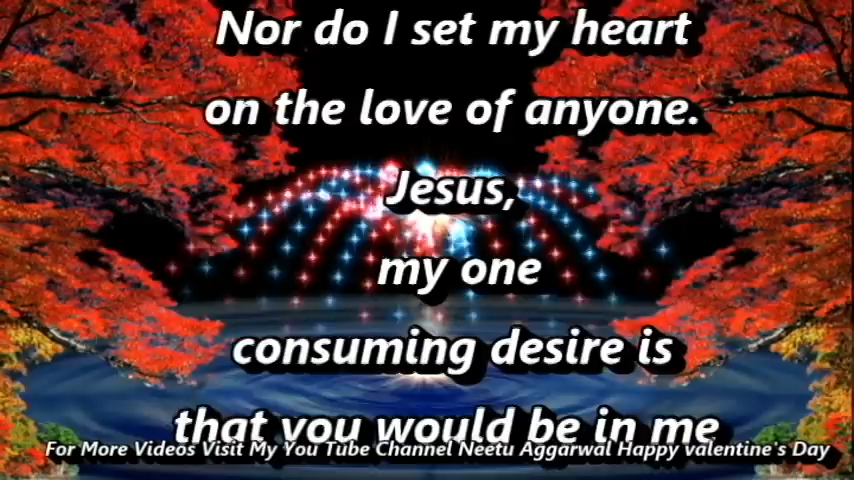 Nor do I set my heart
on the love of anyone.
Jesus,
my one
consuming desire is
that you would be in me
For More Videos Visit My You Tube Channel Neetu Aggarwal Happy valentine's Day